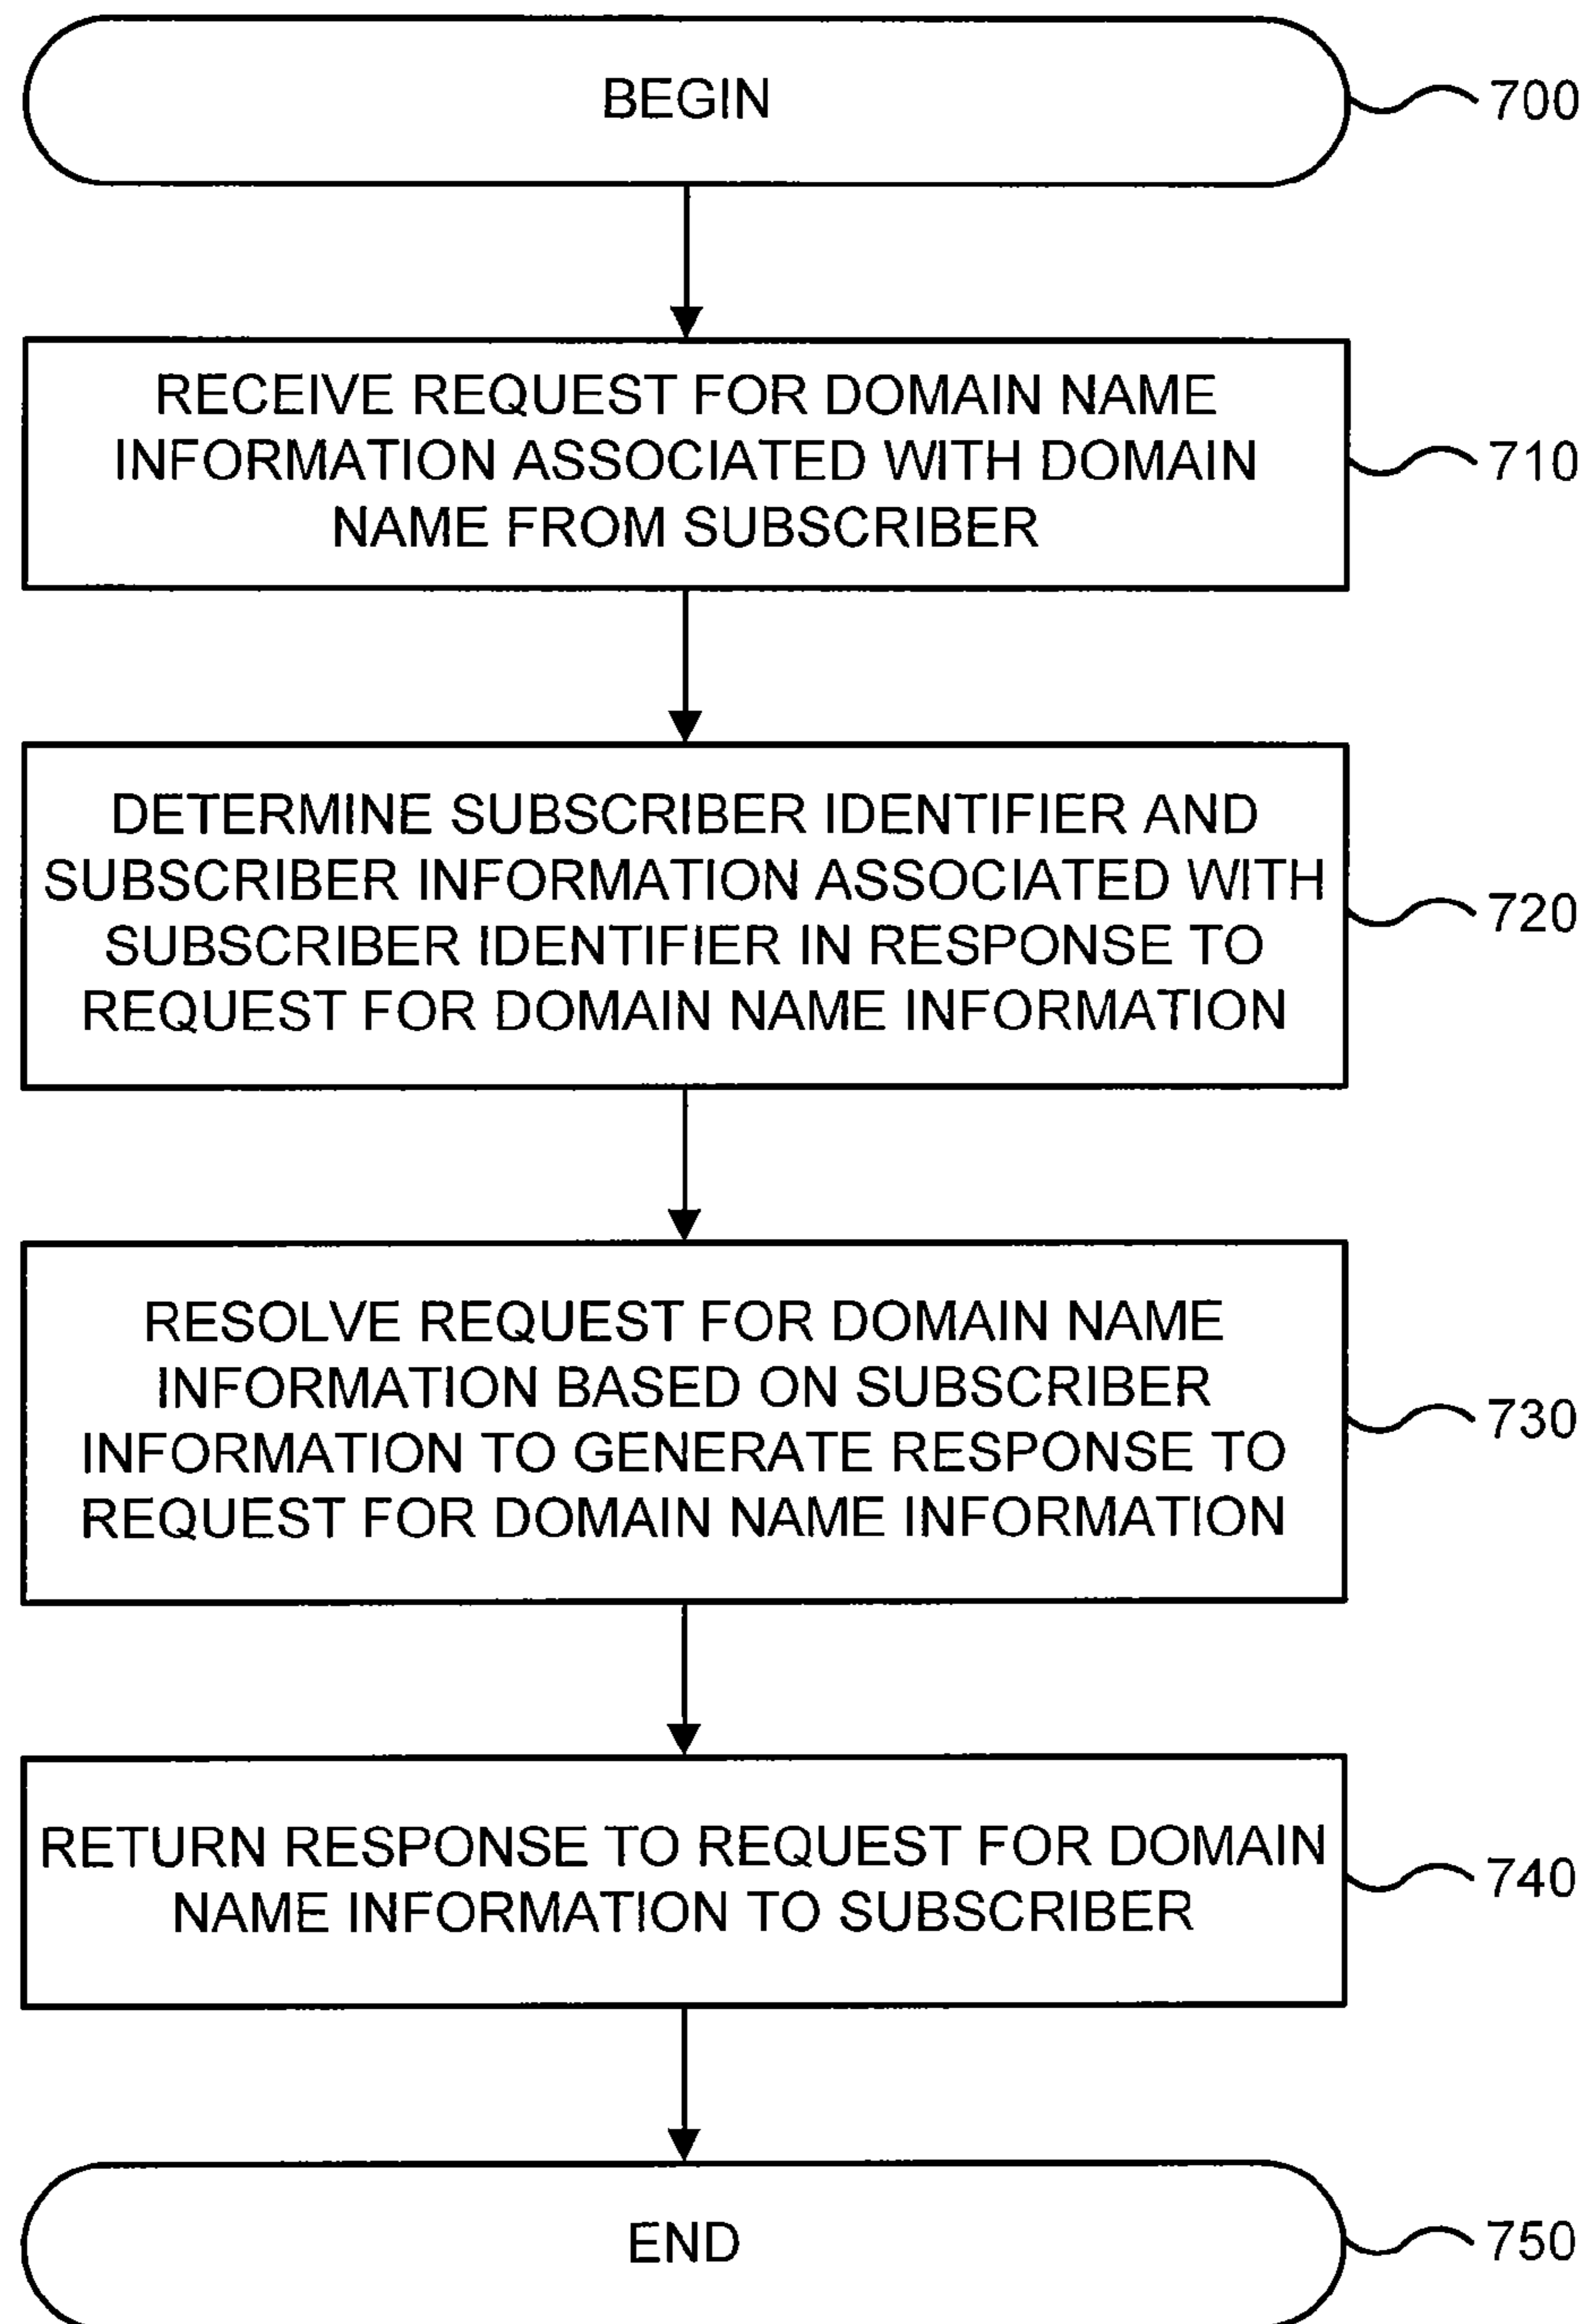 BEGIN
700
RECEIVE REQUEST FOR DOMAIN NAME
INFORMATION ASSOCIATED WITH DOMAIN
NAME FROM SUBSCRIBER
710
DETERMINE SUBSCRIBER IDENTIFIER AND
SUBSCRIBER INFORMATION ASSOCIATED WITH
SUBSCRIBER IDENTIFIER IN RESPONSE TO
REQUEST FOR DOMAIN NAME INFORMATION
720
RESOLVE REQUEST FOR DOMAIN NAME
INFORMATION BASED ON SUBSCRIBER
INFORMATION TO GENERATE RESPONSE TO
REQUEST FOR DOMAIN NAME INFORMATION
730
RETURN RESPONSE TO REQUEST FOR DOMAIN
NAME INFORMATION TO SUBSCRIBER
740
END
750